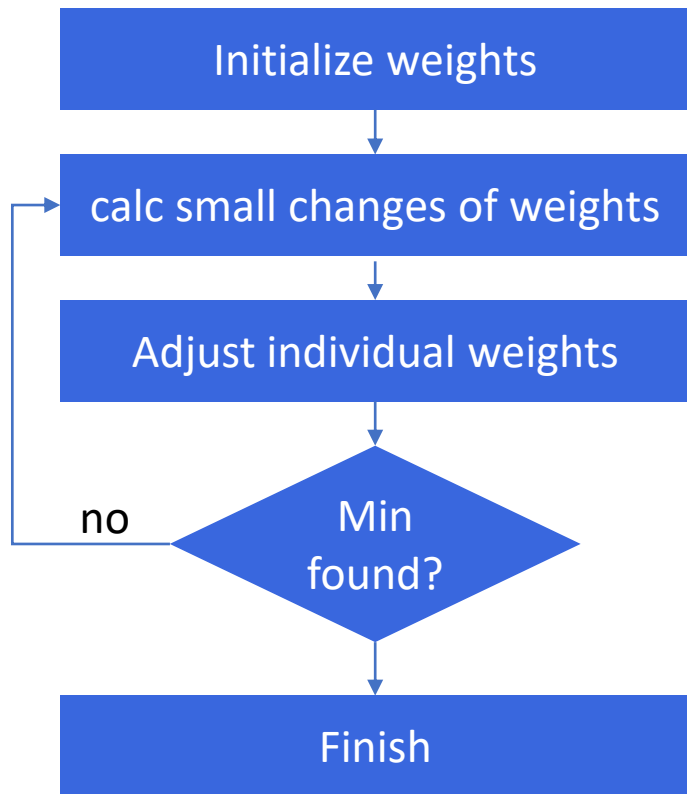 Initialize weights
calc small changes of weights
Adjust individual weights
no
Min
found?
Finish